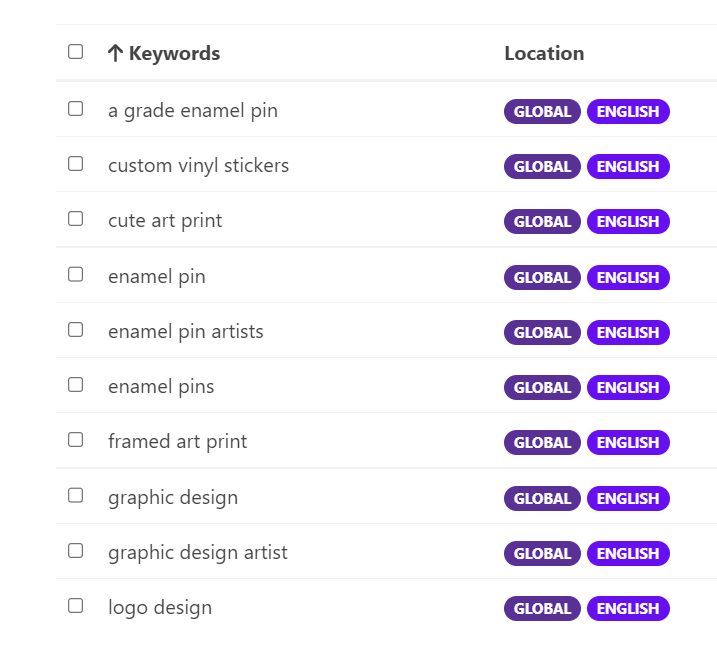 Keywords Location
a grade enamel pin GLOBAL ENGLISH
custom vinyl stickers GLOBAL ENGLISH
cute art print GLOBAL ENGLISH
enamel pin GLOBAL ENGLISH
enamel pin artists GLOBAL ENGLISH
enamel pins GLOBAL ENGLISH
framed art print GLOBAL ENGLISH
graphic design GLOBAL ENGLISH
graphic design artist GLOBAL ENGLISH
logo design GLOBAL ENGLISH